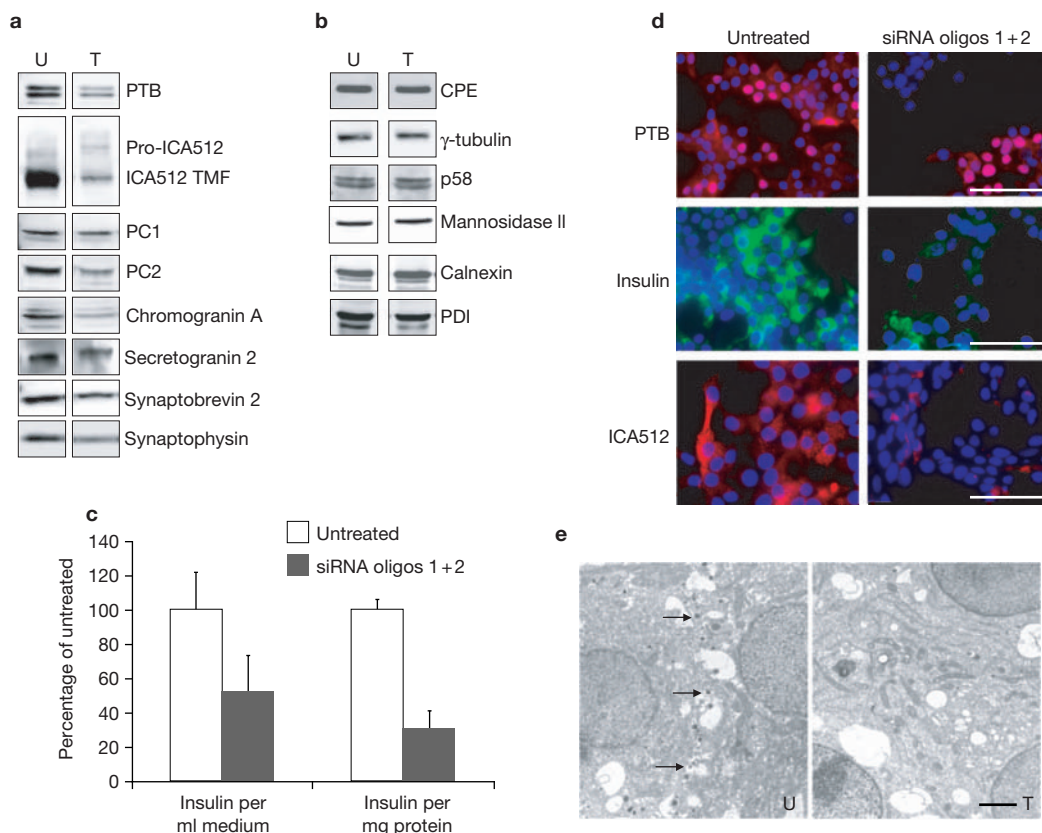 a
U T
PTB
Pro-ICA512
ICA512 TMF
PC1
PC2
Chromogranin A
Secretogranin 2
Synaptobrevin 2
Synaptophysin
b
U T
CPE
γ-tubulin
p58
Mannosidase II
Calnexin
PDI
c
Untreated
siRNA oligos 1+2
Percentage of untreated
140
120
100
80
60
40
20
0
Insulin per
ml medium
Insulin per
mg protein
d
Untreated
siRNA oligos 1+2
PTB
Insulin
ICA512
e
U
T